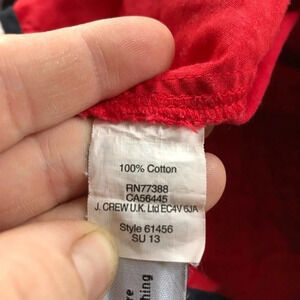 100% Cotton
RN77388
CA56445
J. CREW U.K. Ltd EC4V 6JA
Style 61456
SU 13